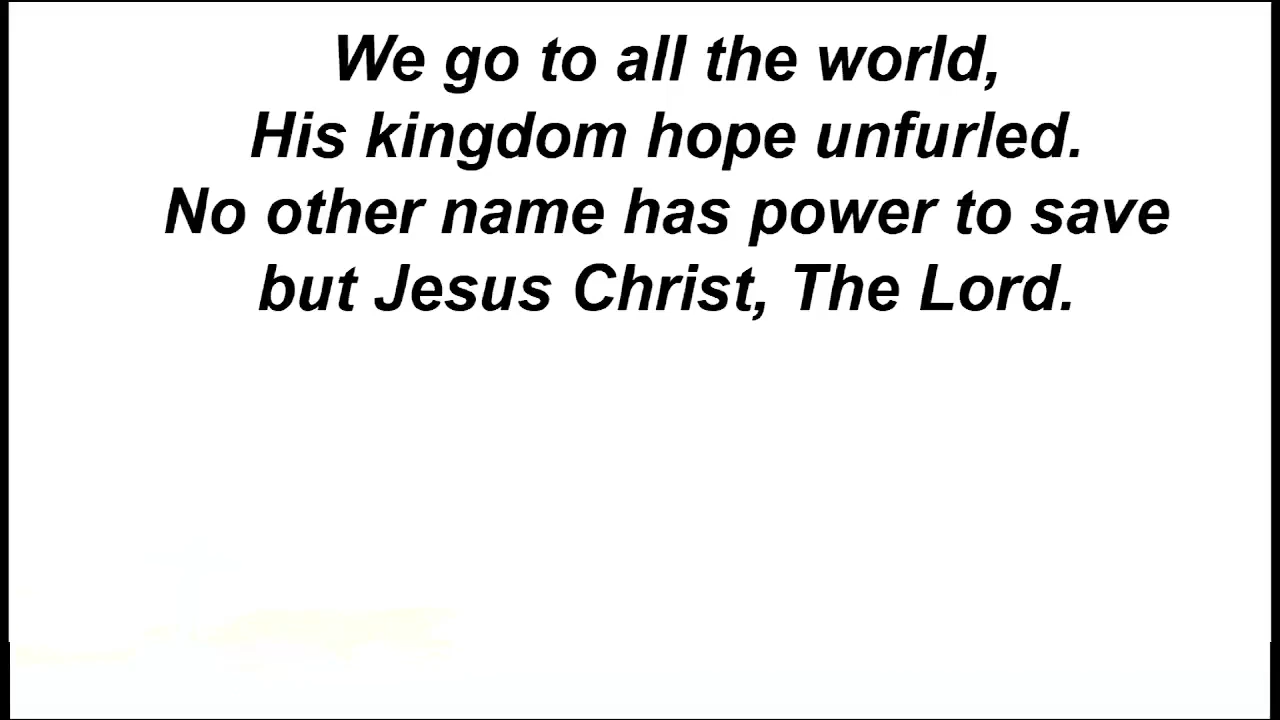 We go to all the world,
His kingdom hope unfurled.
No other name has power to save
but Jesus Christ, The Lord.